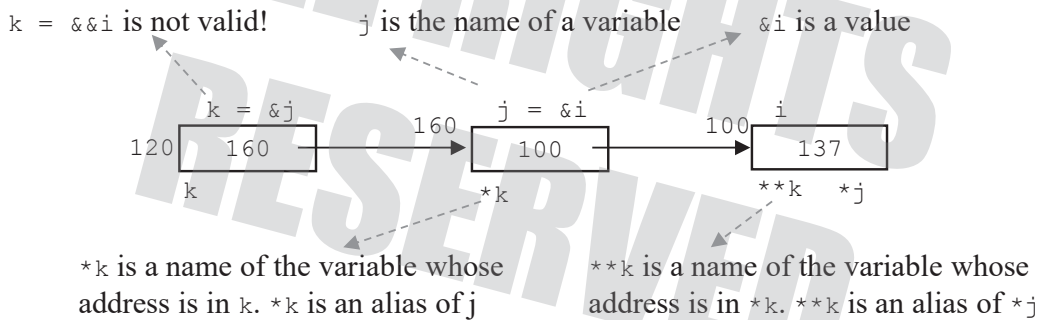 k = &&i is not valid!
j is the name of a variable
&i is a value
k = &j
j = &i
i
120
160
160
100
100
137
k
*k
**k
*j
*k is a name of the variable whose
address is in k. *k is an alias of j
**k is a name of the variable whose
address is in *k. **k is an alias of *j
RIGHTS
RESERVED